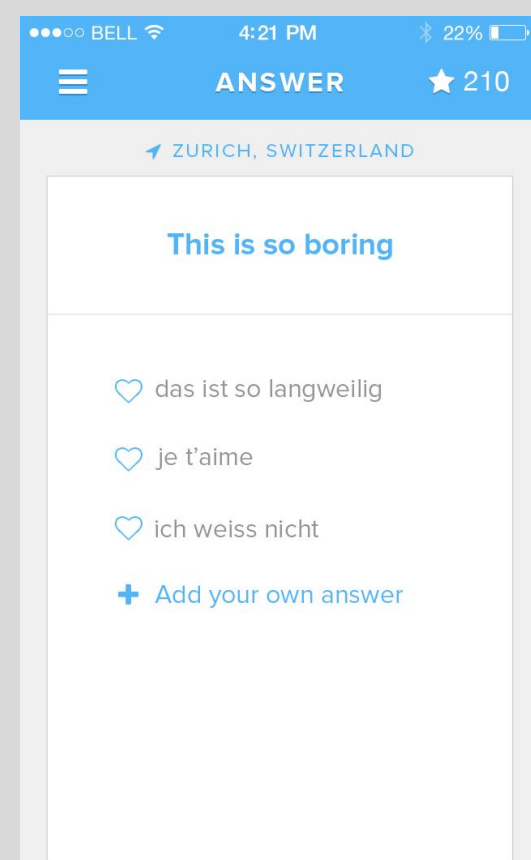 BELL 4:21 PM 22%
ANSWER 210
ZURICH, SWITZERLAND
This is so boring
das ist so langweilig
je t'aime
ich weiss nicht
Add your own answer